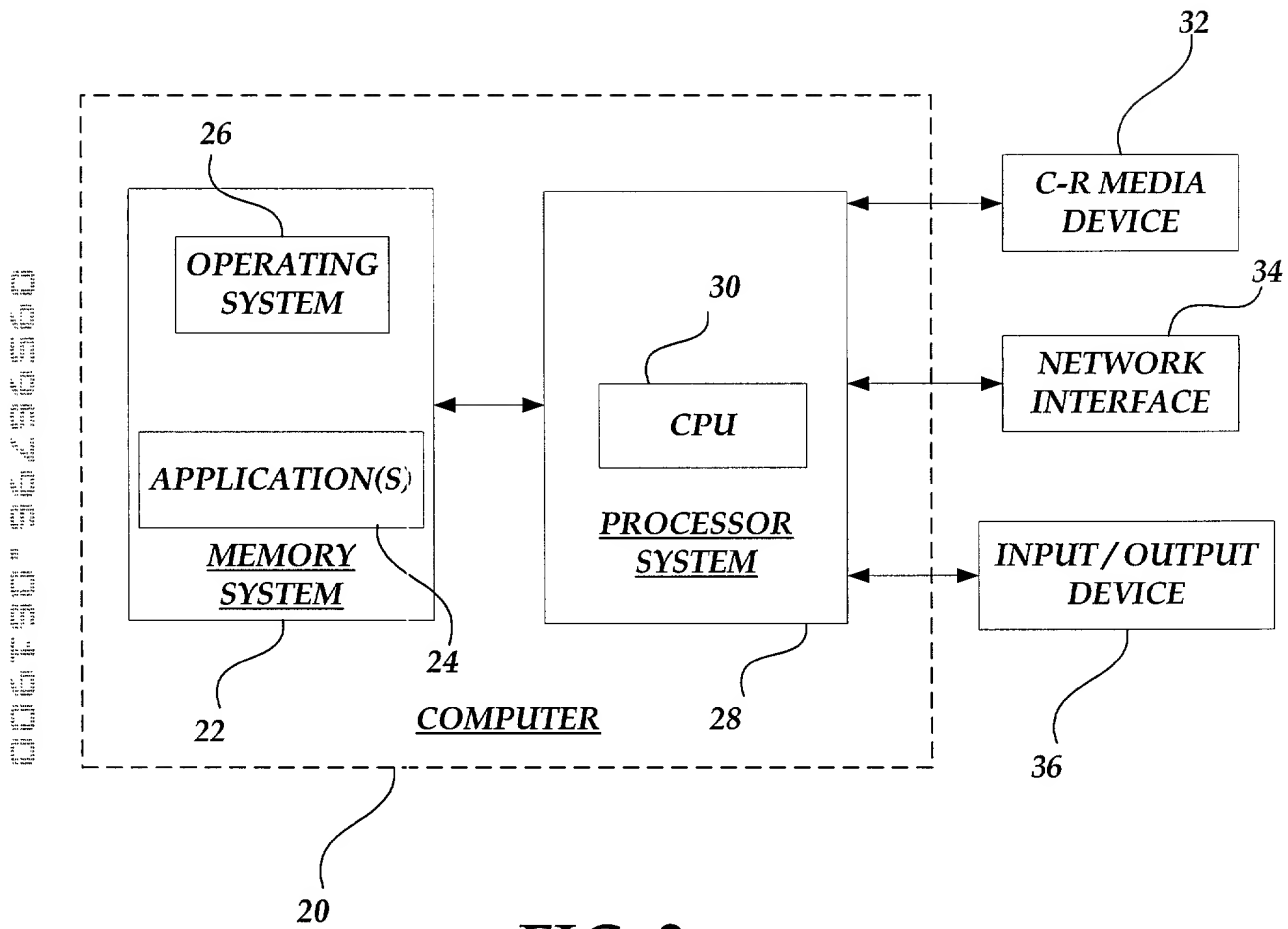 32
26
C-R MEDIA
DEVICE
OPERATING
SYSTEM
30
34
NETWORK
INTERFACE
CPU
APPLICATION(S)
PROCESSOR
SYSTEM
MEMORY
SYSTEM
INPUT / OUTPUT
DEVICE
24
22
COMPUTER
28
36
20